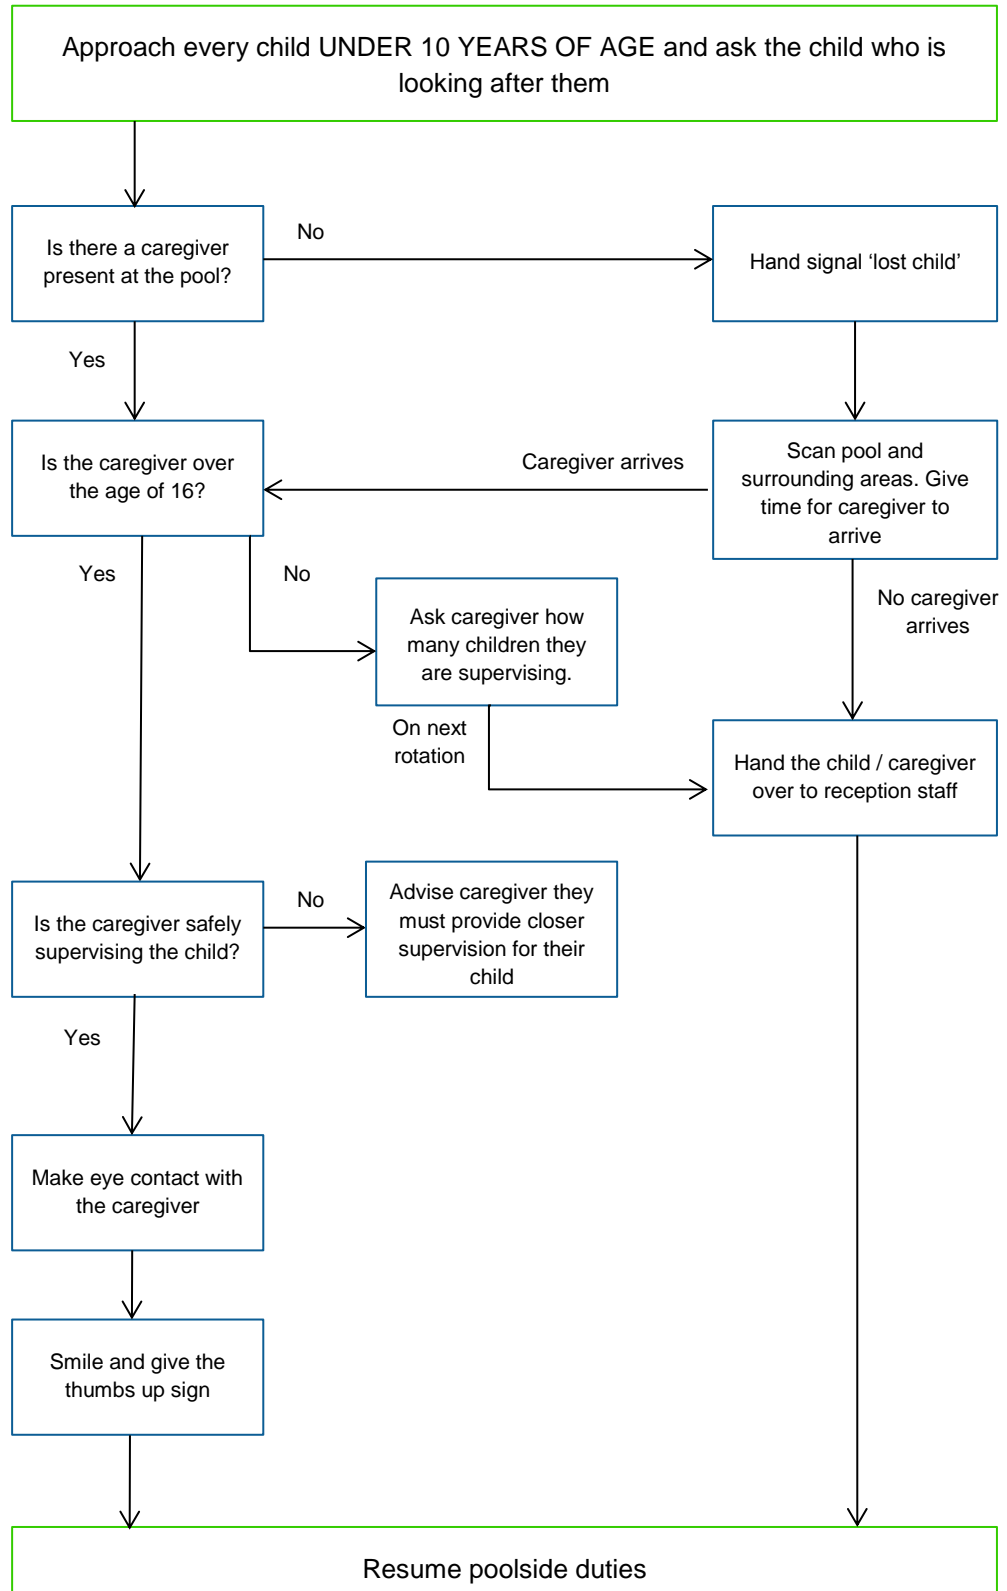 Approach every child UNDER 10 YEARS OF AGE and ask the child who is
looking after them
Is there a caregiver
present at the pool?
No
Hand signal ‘lost child’
Yes
Is the caregiver over
the age of 16?
Caregiver arrives
Scan pool and
surrounding areas. Give
time for caregiver to
arrive
Yes
No
Ask caregiver how
many children they
are supervising.
No caregiver
arrives
On next
rotation
Hand the child / caregiver
over to reception staff
Is the caregiver safely
supervising the child?
No
Advise caregiver they
must provide closer
supervision for their
child
Yes
Make eye contact with
the caregiver
Smile and give the
thumbs up sign
Resume poolside duties